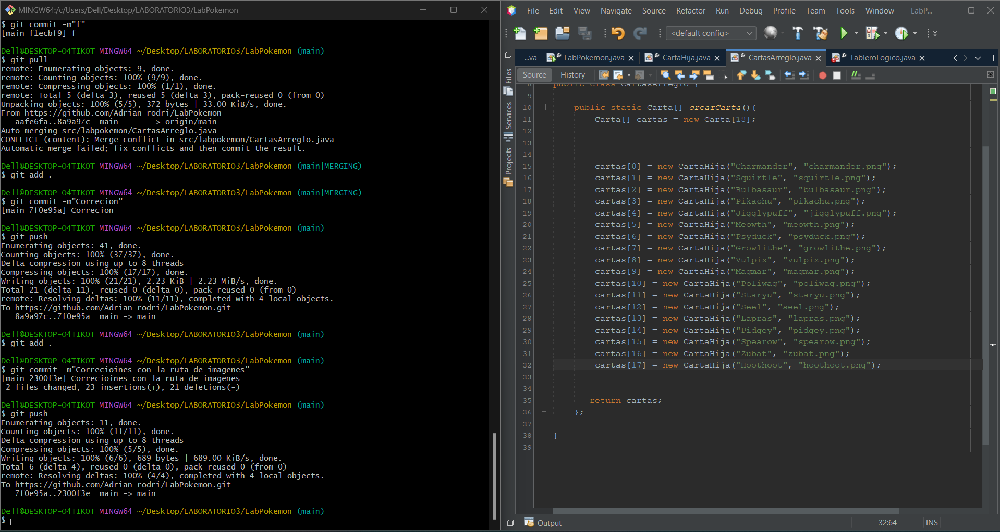 MINGW64:/c/Users/Dell/Desktop/LABORATORIO3/LabPokemon
$ git commit -m"f"
[main f1ecbf9] f
Dell@DESKTOP-O4TIKOT MINGW64 ~/Desktop/LABORATORIO3/LabPokemon (main)
$ git pull
remote: Enumerating objects: 9, done.
remote: Counting objects: 100% (9/9), done.
remote: Compressing objects: 100% (1/1), done.
remote: Total 5 (delta 3), reused 5 (delta 3), pack-reused 0 (from 0)
Unpacking objects: 100% (5/5), 372 bytes | 33.00 KiB/s, done.
From https://github.com/Adrian-rodri/LabPokemon
   aafe6fa..8a9a97c  main       -> origin/main
Auto-merging src/labpokemon/CartasArreglo.java
CONFLICT (content): Merge conflict in src/labpokemon/CartasArreglo.java
Automatic merge failed; fix conflicts and then commit the result.
Dell@DESKTOP-O4TIKOT MINGW64 ~/Desktop/LABORATORIO3/LabPokemon (main|MERGING)
$ git add .
Dell@DESKTOP-O4TIKOT MINGW64 ~/Desktop/LABORATORIO3/LabPokemon (main|MERGING)
$ git commit -m"Correcion"
[main 7f0e95a] Correcion
Dell@DESKTOP-O4TIKOT MINGW64 ~/Desktop/LABORATORIO3/LabPokemon (main)
$ git push
Enumerating objects: 41, done.
Counting objects: 100% (37/37), done.
Delta compression using up to 8 threads
Compressing objects: 100% (17/17), done.
Writing objects: 100% (21/21), 2.23 KiB | 2.23 MiB/s, done.
Total 21 (delta 11), reused 0 (delta 0), pack-reused 0 (from 0)
remote: Resolving deltas: 100% (11/11), completed with 4 local objects.
To https://github.com/Adrian-rodri/LabPokemon.git
   8a9a97c..7f0e95a  main -> main
Dell@DESKTOP-O4TIKOT MINGW64 ~/Desktop/LABORATORIO3/LabPokemon (main)
$ git add .
Dell@DESKTOP-O4TIKOT MINGW64 ~/Desktop/LABORATORIO3/LabPokemon (main)
$ git commit -m"Correcioines con la ruta de imagenes"
[main 2300f3e] Correcioines con la ruta de imagenes
 2 files changed, 23 insertions(+), 21 deletions(-)
Dell@DESKTOP-O4TIKOT MINGW64 ~/Desktop/LABORATORIO3/LabPokemon (main)
$ git push
Enumerating objects: 11, done.
Counting objects: 100% (11/11), done.
Delta compression using up to 8 threads
Compressing objects: 100% (5/5), done.
Writing objects: 100% (6/6), 689 bytes | 689.00 KiB/s, done.
Total 6 (delta 4), reused 0 (delta 0), pack-reused 0 (from 0)
remote: Resolving deltas: 100% (4/4), completed with 4 local objects.
To https://github.com/Adrian-rodri/LabPokemon.git
   7f0e95a..2300f3e  main -> main
Dell@DESKTOP-O4TIKOT MINGW64 ~/Desktop/LABORATORIO3/LabPokemon (main)
$
File Edit View Navigate Source Refactor Run Debug Profile Team Tools Window LabP...
<default config>
...va LabPokemon.java CartaHija.java CartasArreglo.java TableroLogico.java
Source History
Files
Services
Projects
8 public class CartasArreglo {
9
10     public static Carta[] crearCarta(){
11         Carta[] cartas = new Carta[18];
12
13
14
15         cartas[0] = new CartaHija("Charmander", "charmander.png");
16         cartas[1] = new CartaHija("Squirtle", "squirtle.png");
17         cartas[2] = new CartaHija("Bulbasaur", "bulbasaur.png");
18         cartas[3] = new CartaHija("Pikachu", "pikachu.png");
19         cartas[4] = new CartaHija("Jigglypuff", "jigglypuff.png");
20         cartas[5] = new CartaHija("Meowth", "meowth.png");
21         cartas[6] = new CartaHija("Psyduck", "psyduck.png");
22         cartas[7] = new CartaHija("Growlithe", "growlithe.png");
23         cartas[8] = new CartaHija("Vulpix", "vulpix.png");
24         cartas[9] = new CartaHija("Magmar", "magmar.png");
25         cartas[10] = new CartaHija("Poliwag", "poliwag.png");
26         cartas[11] = new CartaHija("Staryu", "staryu.png");
27         cartas[12] = new CartaHija("Seel", "seel.png");
28         cartas[13] = new CartaHija("Lapras", "lapras.png");
29         cartas[14] = new CartaHija("Pidgey", "pidgey.png");
30         cartas[15] = new CartaHija("Spearow", "spearow.png");
31         cartas[16] = new CartaHija("Zubat", "zubat.png");
32         cartas[17] = new CartaHija("Hoothoot", "hoothoot.png");
33
34
35        return cartas;
36     };
37
38 }
39
Output
32:64 INS